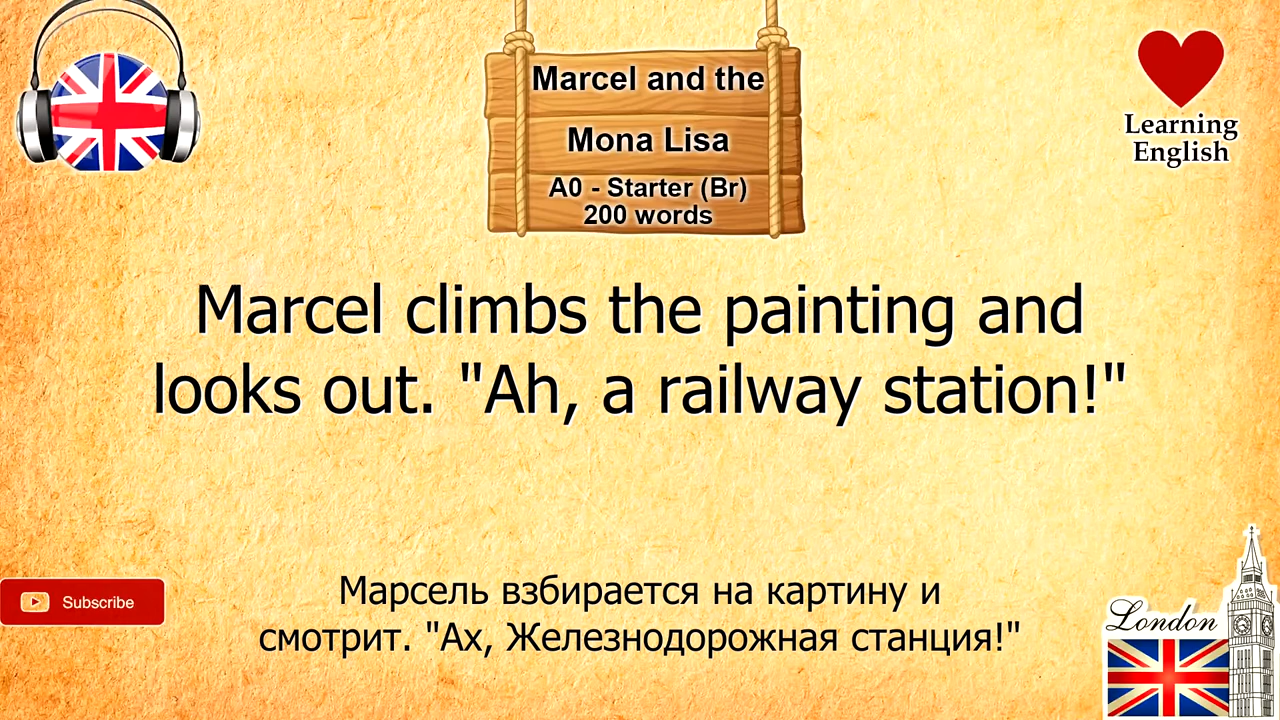 Marcel and the
Mona Lisa
A0 - Starter (Br)
200 words
Learning
English
Marcel climbs the painting and
looks out. "Ah, a railway station!"
Марсель взбирается на картину и
смотрит. "Ах, Железнодорожная станция!"
Subscribe
London